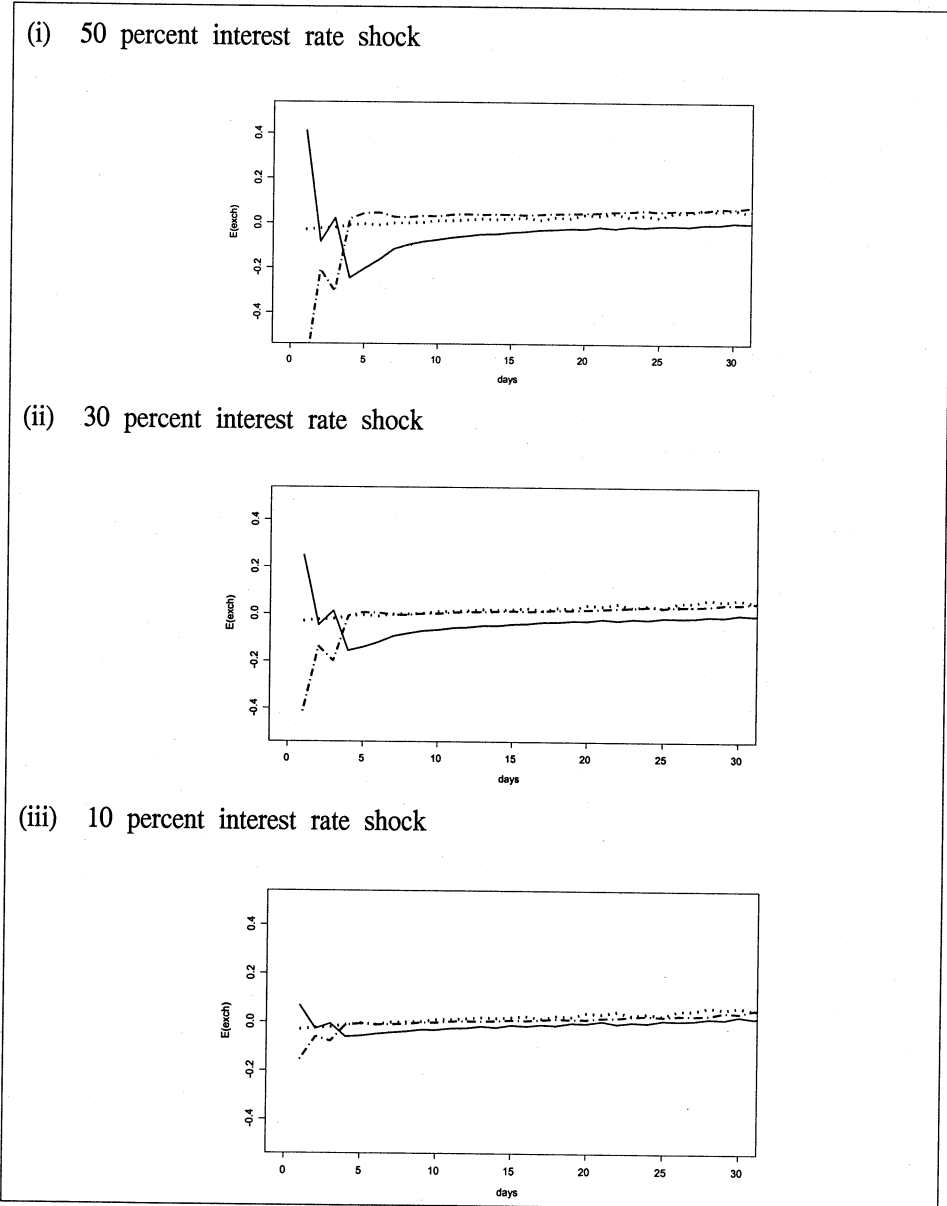 (i) 50 percent interest rate shock
E(exch)
0.4
0.2
0.0
-0.2
-0.4
0 5 10 15 20 25 30
days
(ii) 30 percent interest rate shock
E(exch)
0.4
0.2
0.0
-0.2
-0.4
0 5 10 15 20 25 30
days
(iii) 10 percent interest rate shock
E(exch)
0.4
0.2
0.0
-0.2
-0.4
0 5 10 15 20 25 30
days